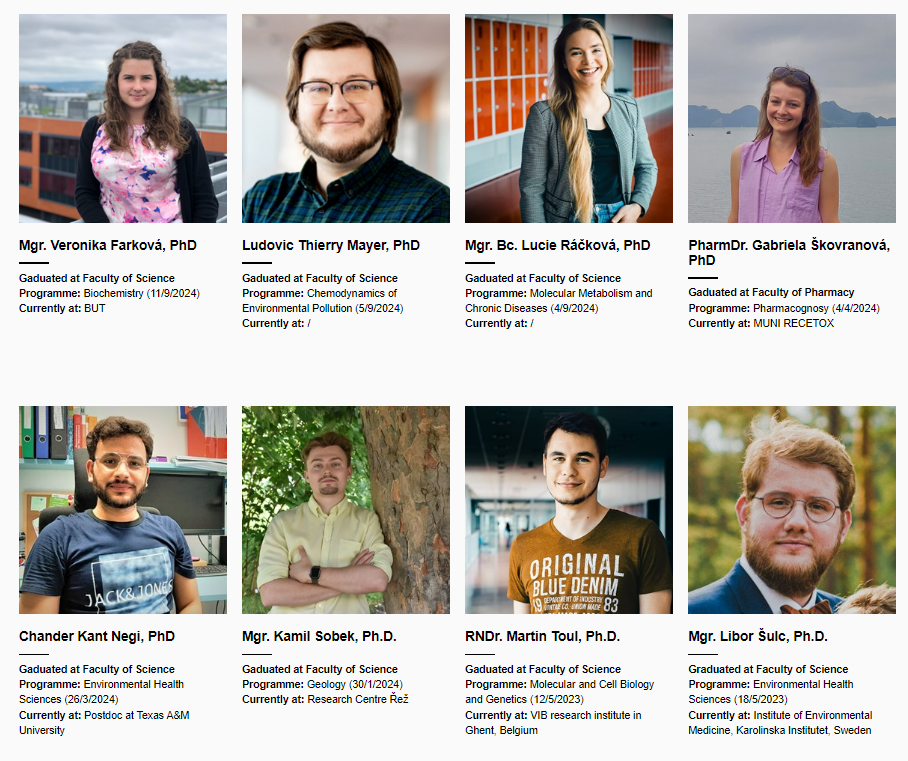 Mgr. Veronika Farková, PhD
Gaduated at Faculty of Science
Programme: Biochemistry (11/9/2024)
Currently at: BUT
Ludovic Thierry Mayer, PhD
Gaduated at Faculty of Science
Programme: Chemodynamics of
Environmental Pollution (5/9/2024)
Currently at: /
Mgr. Bc. Lucie Ráčková, PhD
Gaduated at Faculty of Science
Programme: Molecular Metabolism and
Chronic Diseases (4/9/2024)
Currently at: /
PharmDr. Gabriela Škovranová,
PhD
Gaduated at Faculty of Pharmacy
Programme: Pharmacognosy (4/4/2024)
Currently at: MUNI RECETOX
JACK&JONES
Chander Kant Negi, PhD
Gaduated at Faculty of Science
Programme: Environmental Health
Sciences (26/3/2024)
Currently at: Postdoc at Texas A&M
University
Mgr. Kamil Sobek, Ph.D.
Gaduated at Faculty of Science
Programme: Geology (30/1/2024)
Currently at: Research Centre Řež
ORIGINAL
BLUE DENIM
DEPARTMENT OF INDUSTRY
19 VINTAGE CO. UNION MADE 83
RNDr. Martin Toul, Ph.D.
Gaduated at Faculty of Science
Programme: Molecular and Cell Biology
and Genetics (12/5/2023)
Currently at: VIB research institute in
Ghent, Belgium
Mgr. Libor Šulc, Ph.D.
Graduated at Faculty of Science
Programme: Environmental Health
Sciences (18/5/2023)
Currently at: Institute of Environmental
Medicine, Karolinska Institutet, Sweden